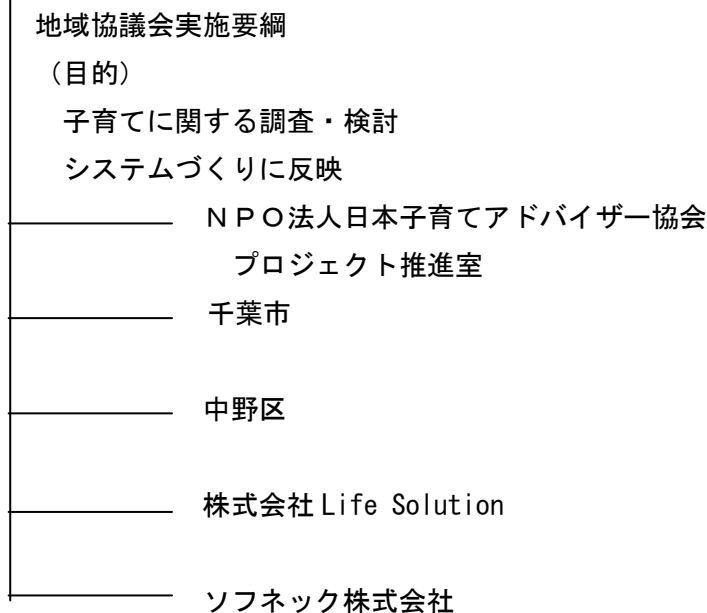 地域協議会実施要綱
（目的）
子育てに関する調査・検討
システムづくりに反映
ＮＰＯ法人日本子育てアドバイザー協会
プロジェクト推進室
千葉市
中野区
株式会社 Life Solution
ソフネック株式会社